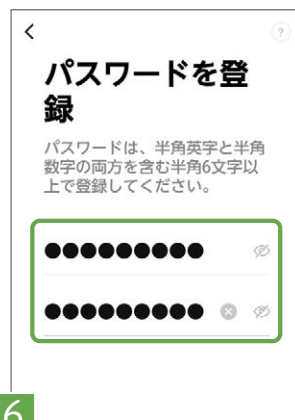 パスワードを登
録
パスワードは、半角英字と半角
数字の両方を含む半角6文字以
上で登録してください。
●●●●●●●●●
●●●●●●●●●
6